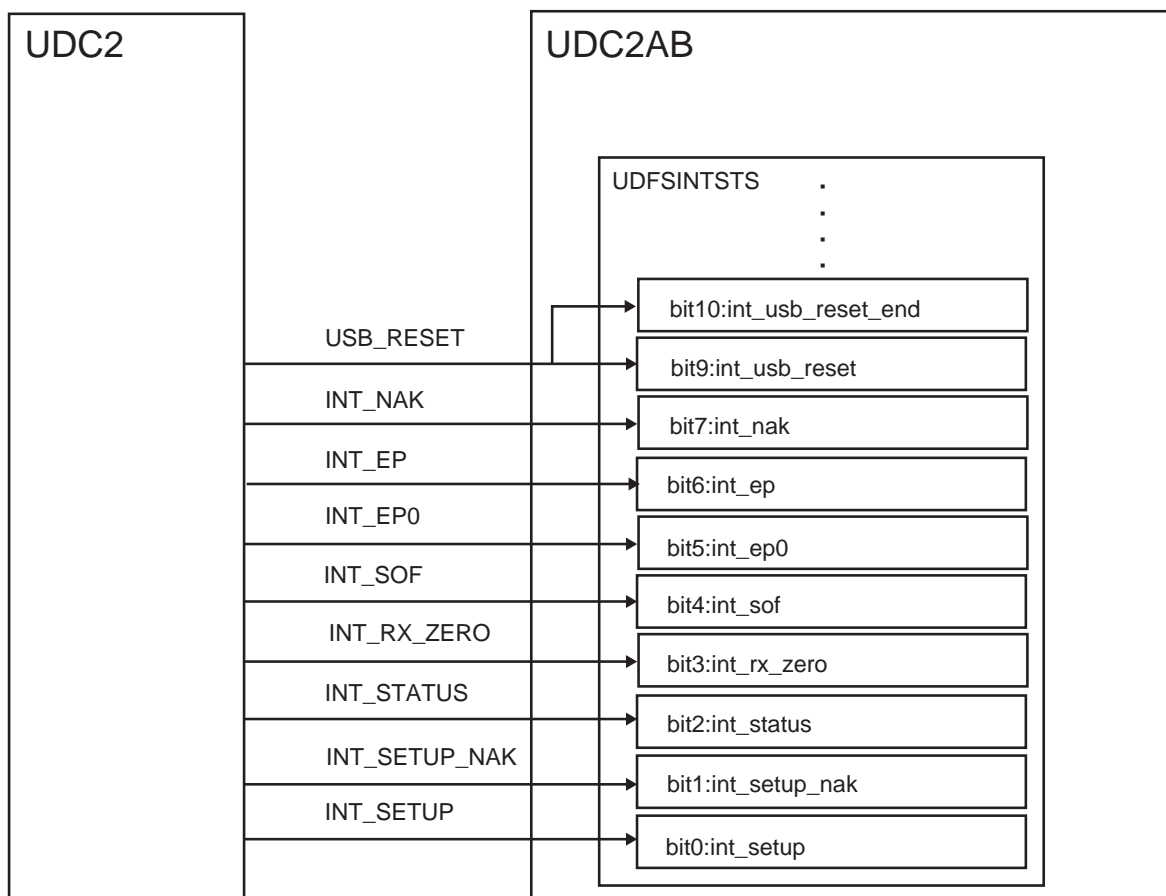 UDC2
UDC2AB
UDFSINTSTS
bit10:int_usb_reset_end
USB_RESET
bit9:int_usb_reset
INT_NAK
bit7:int_nak
INT_EP
bit6:int_ep
INT_EP0
bit5:int_ep0
INT_SOF
bit4:int_sof
INT_RX_ZERO
bit3:int_rx_zero
INT_STATUS
bit2:int_status
INT_SETUP_NAK
bit1:int_setup_nak
INT_SETUP
bit0:int_setup